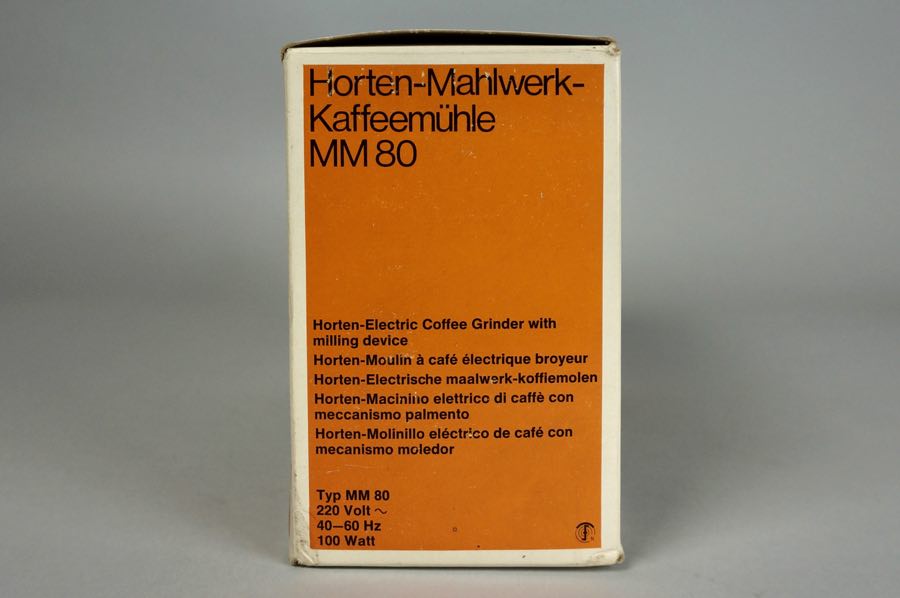 Horten-Mahlwerk-
Kaffeemühle
MM 80
Horten-Electric Coffee Grinder with
milling device
Horten-Moulin à café électrique broyeur
Horten-Electrische maalwerk-koffiemolen
Horten-Macinino elettrico di caffè con
meccanismo palmento
Horten-Molinillo eléctrico de café con
mecanismo moledor
Typ MM 80
220 Volt ~
40—60 Hz
100 Watt